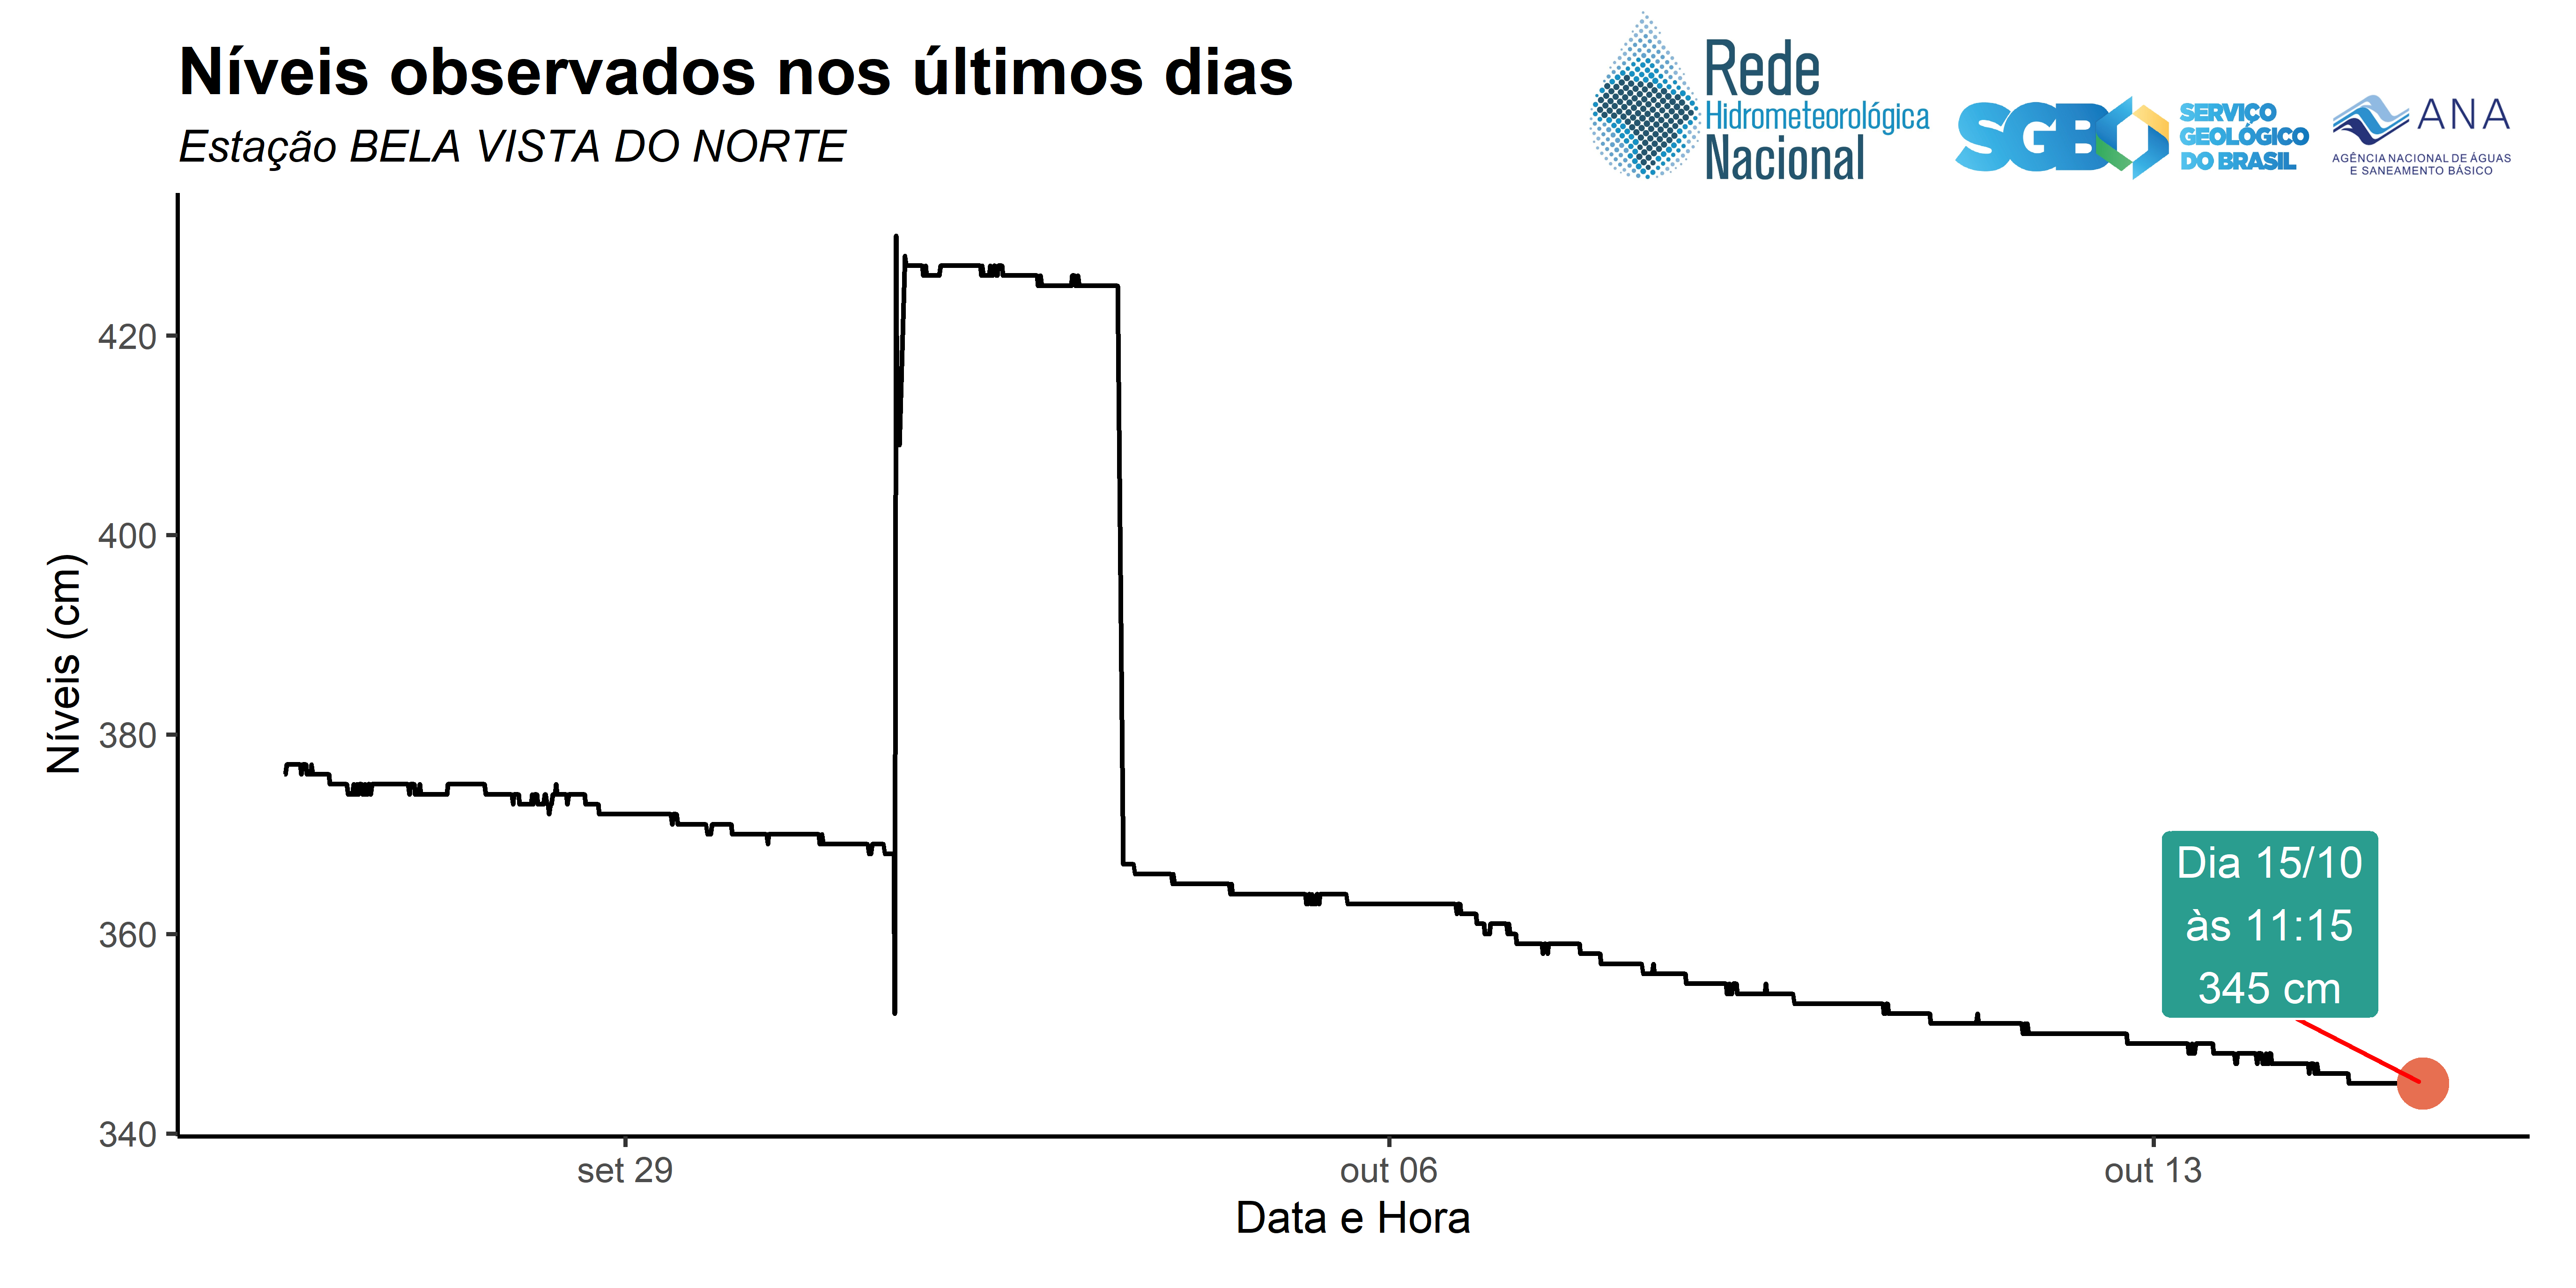 Níveis observados nos últimos dias
Estação BELA VISTA DO NORTE
Rede
Hidrometeorológica
Nacional
SGB
SERVIÇO
GEOLÓGICO
DO BRASIL
ANA
AGÊNCIA NACIONAL DE ÁGUAS
E SANEAMENTO BÁSICO
Níveis (cm)
420
400
380
360
340
Dia 15/10
às 11:15
345 cm
set 29
out 06
out 13
Data e Hora